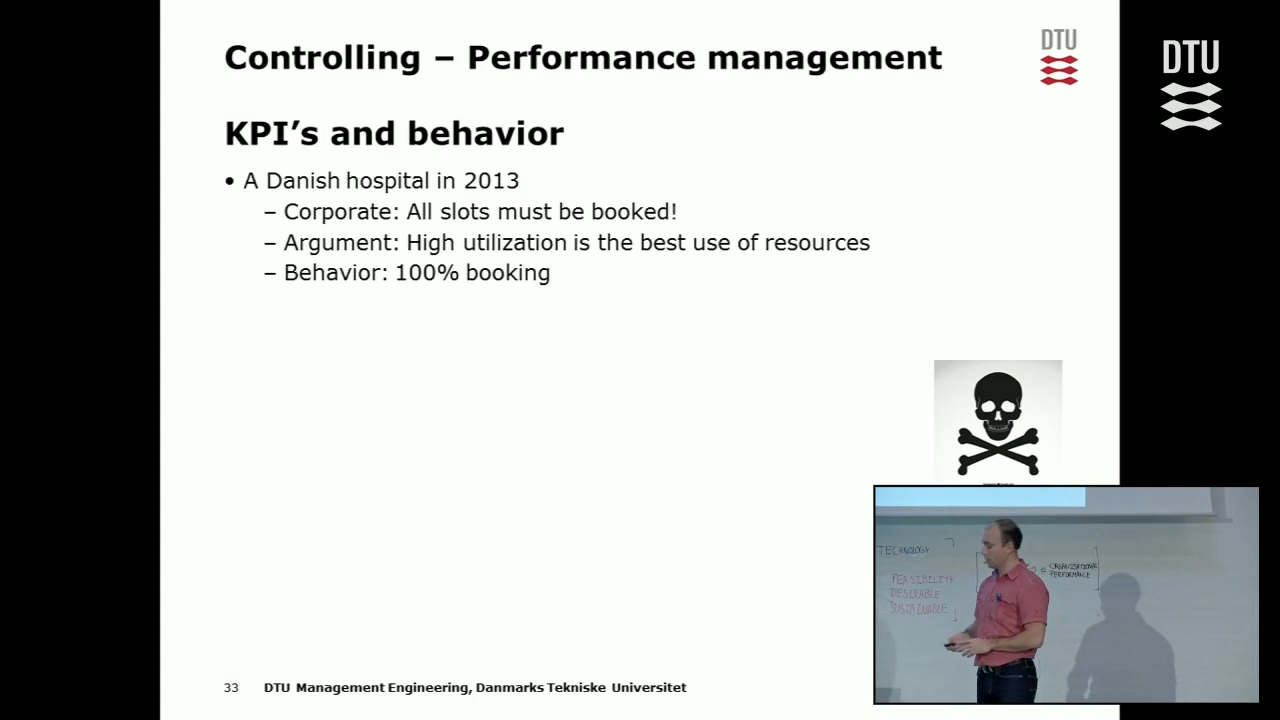 Controlling – Performance management
DTU
DTU
KPI’s and behavior
• A Danish hospital in 2013
– Corporate: All slots must be booked!
– Argument: High utilization is the best use of resources
– Behavior: 100% booking
TECHNOLOGY
FEASIBILITY
DESIRABLE
SUSTAINABLE
ORGANISATIONAL
PERFORMANCE
33 DTU Management Engineering, Danmarks Tekniske Universitet